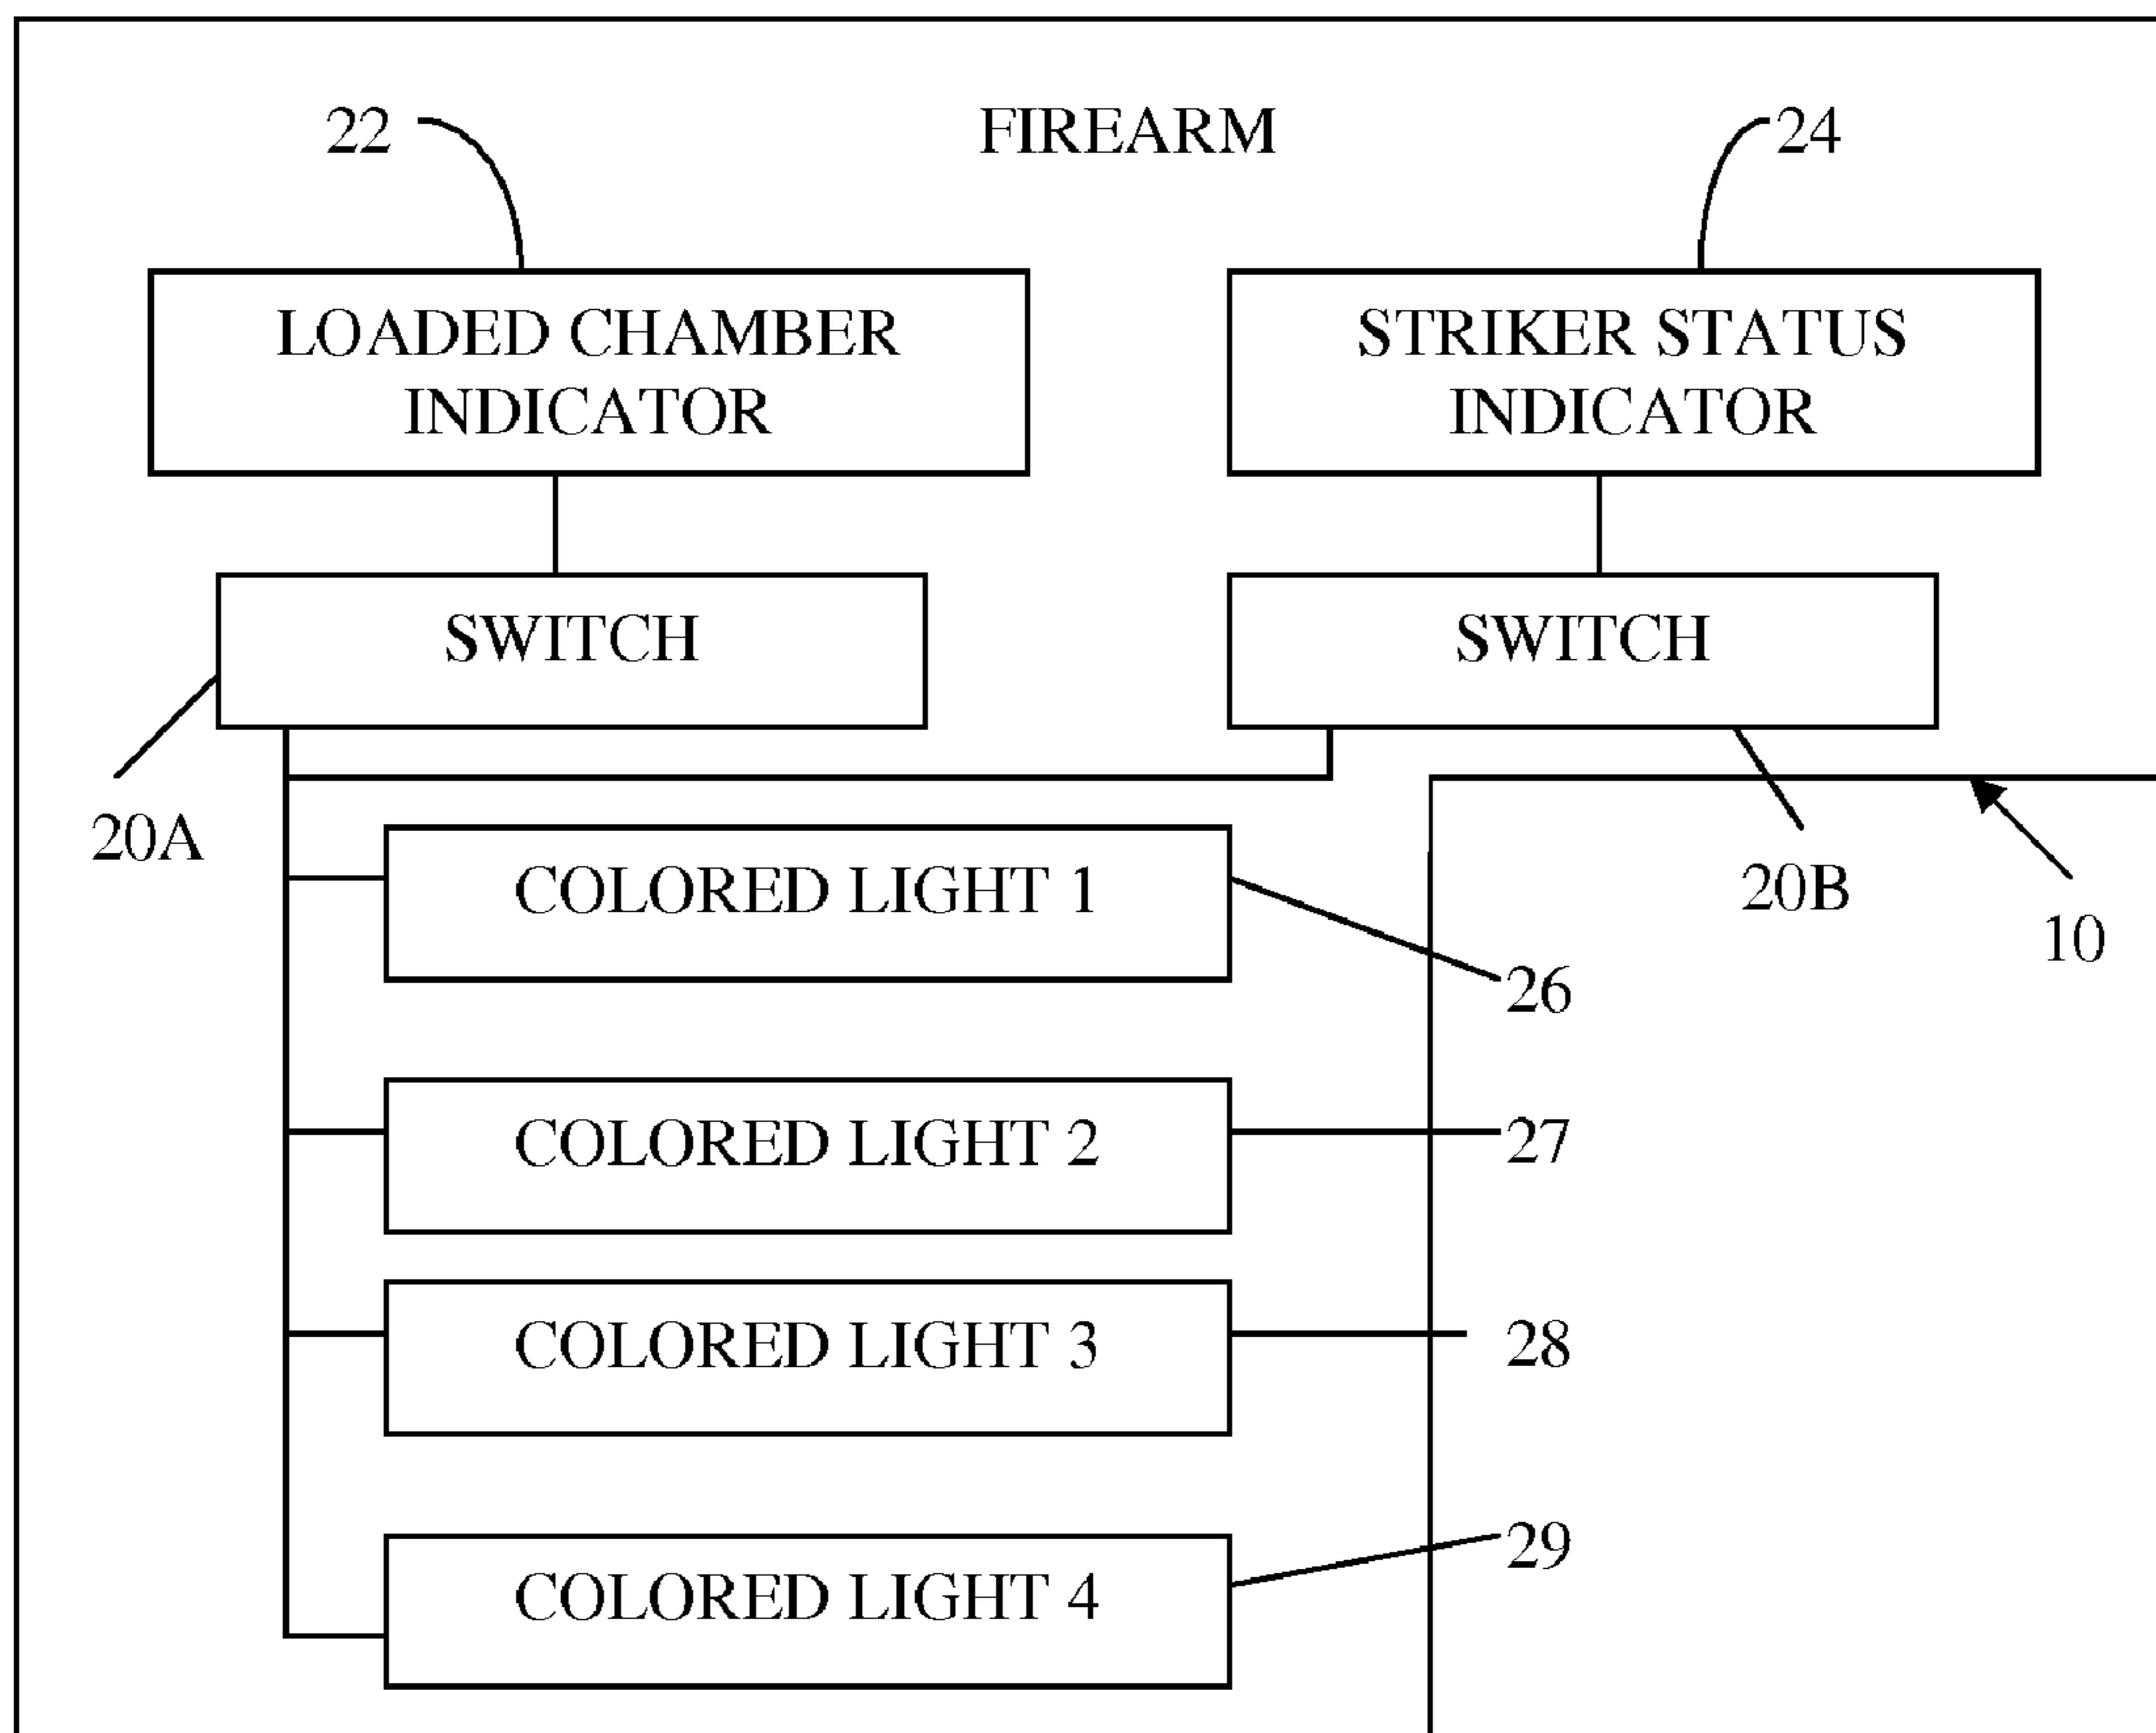 22
FIREARM
24
LOADED CHAMBER
INDICATOR
STRIKER STATUS
INDICATOR
SWITCH
SWITCH
20A
20B
10
COLORED LIGHT 1
26
COLORED LIGHT 2
27
COLORED LIGHT 3
28
COLORED LIGHT 4
29